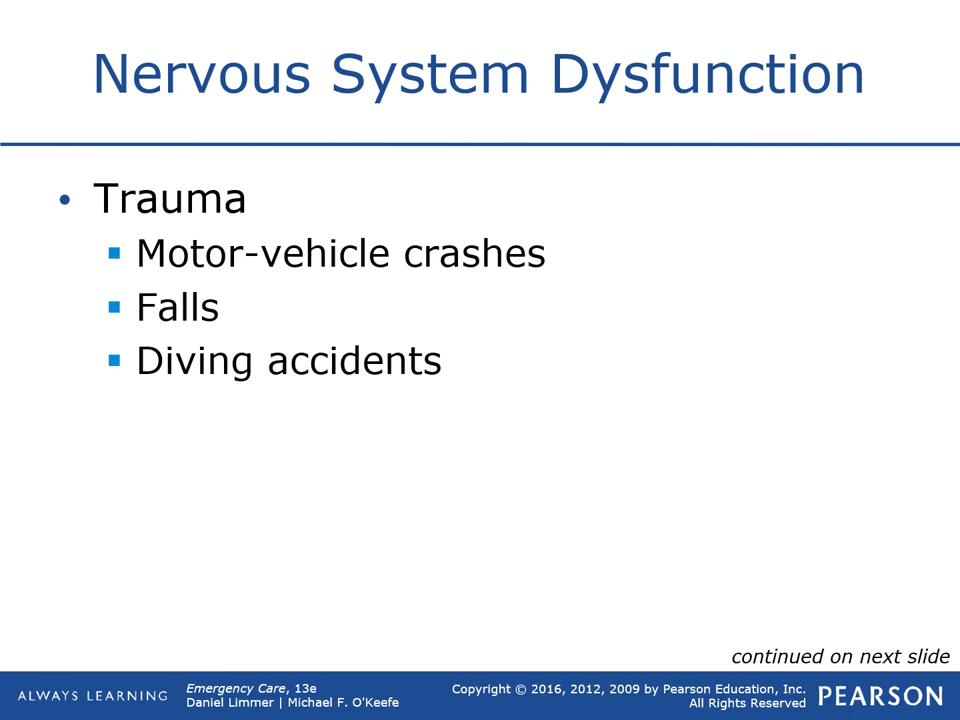 Nervous System Dysfunction
• Trauma
▪ Motor-vehicle crashes
▪ Falls
▪ Diving accidents
continued on next slide
ALWAYS LEARNING
Emergency Care, 13e
Daniel Limmer | Michael F. O'Keefe
Copyright © 2016, 2012, 2009 by Pearson Education, Inc.
All Rights Reserved
PEARSON